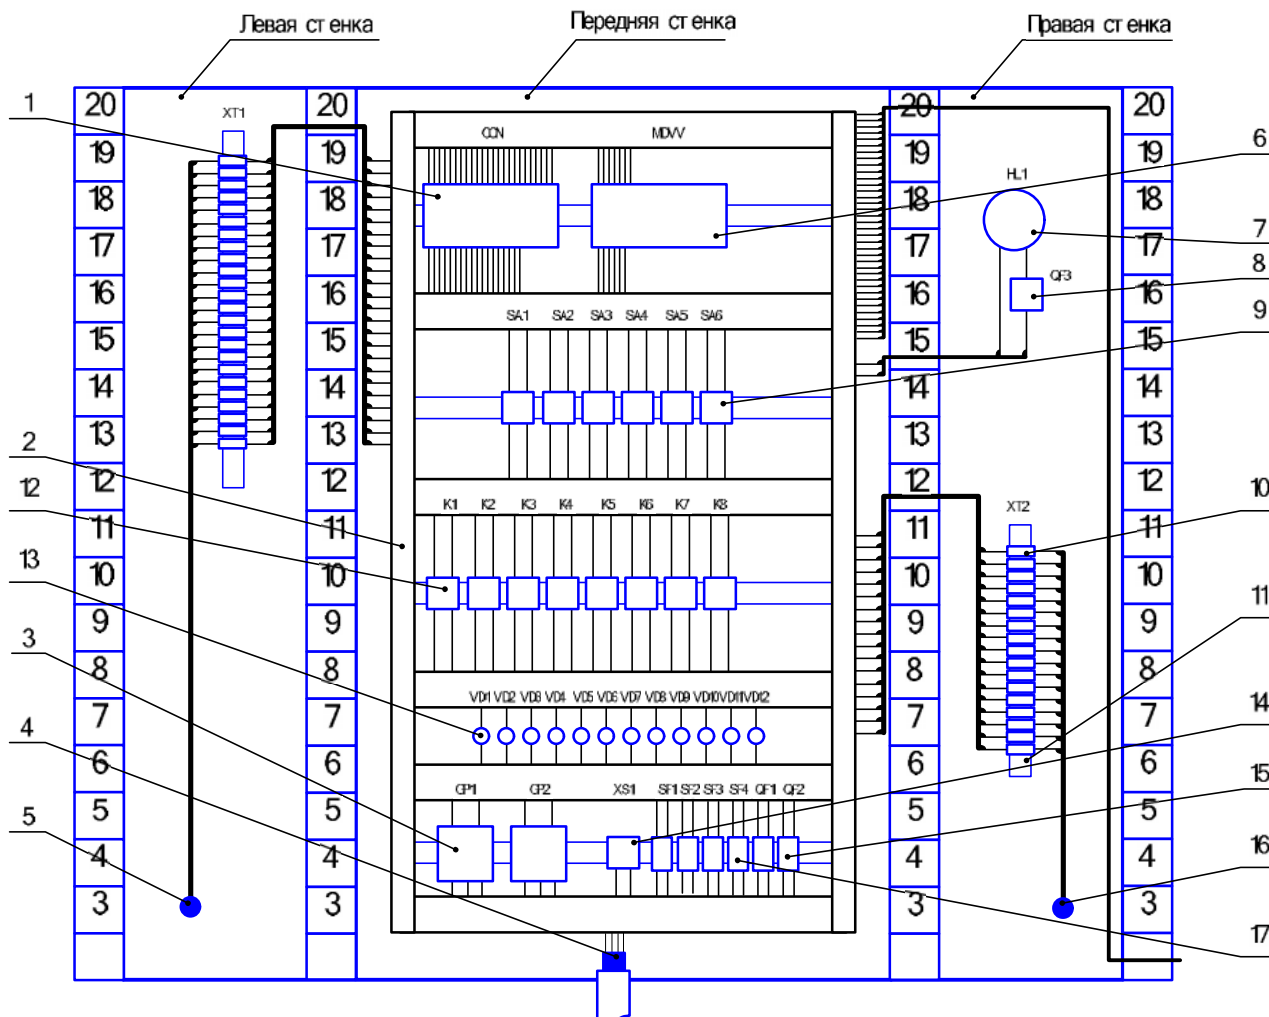 Левая стенка
Передняя стенка
Правая стенка
1
2
12
13
3
4
5
6
7
8
9
10
11
14
15
16
17
20 20 20 20
19 19 19 19
18 18 18 18
17 17 17 17
16 16 16 16
15 15 15 15
14 14 14 14
13 13 13 13
12 12 12 12
11 11 11 11
10 10 10 10
9 9 9 9
8 8 8 8
7 7 7 7
6 6 6 6
5 5 5 5
4 4 4 4
3 3 3 3
XT1
CCN MDVV
HL1
QF3
SA1 SA2 SA3 SA4 SA5 SA6
K1 K2 K3 K4 K5 K6 K7 K8
XT2
VD1 VD2 VD3 VD4 VD5 VD6 VD7 VD8 VD9 VD10 VD11 VD12
GP1 GP2 XS1 SF1 SF2 SF3 SF4 QF1 QF2